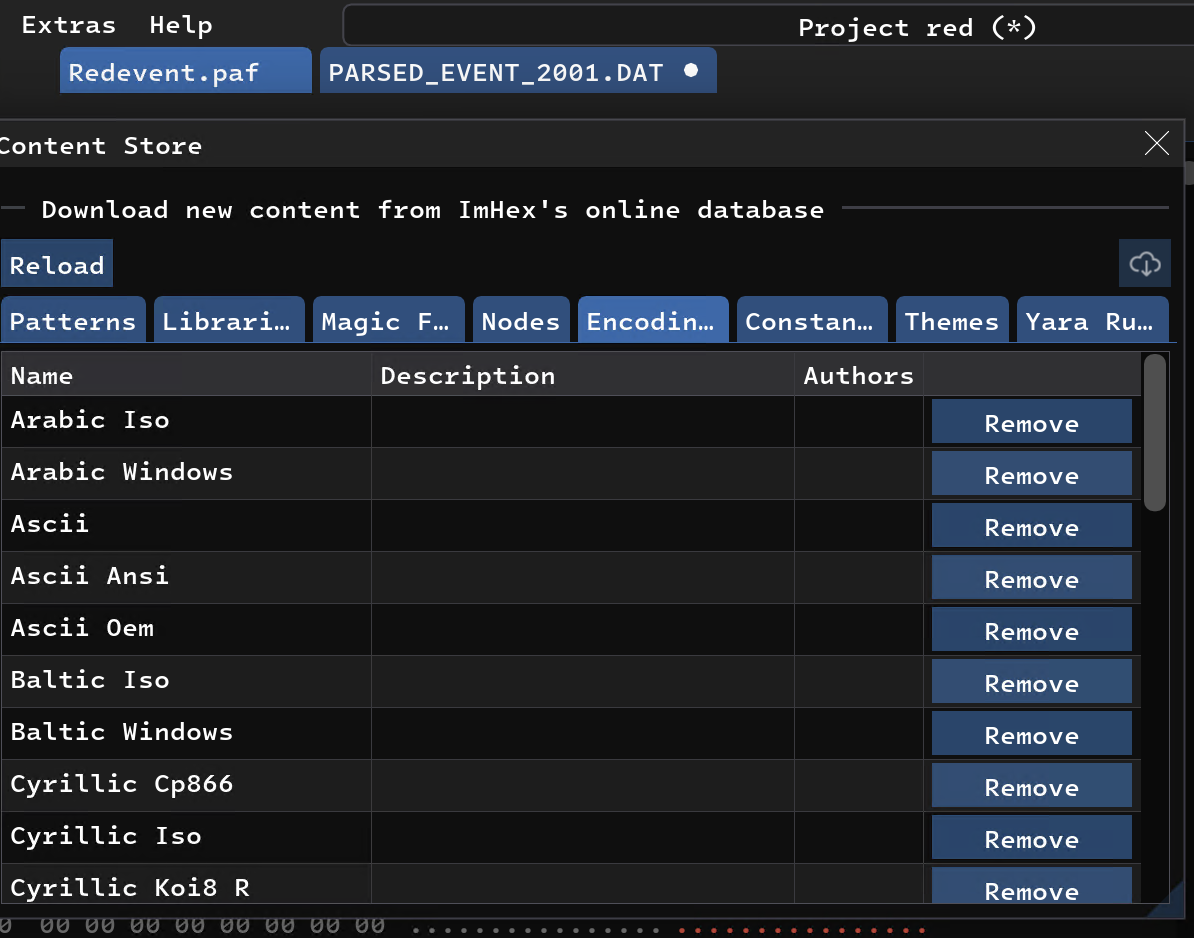 Extras Help Project red (*)
Redevent.paf PARSED_EVENT_2001.DAT
Content Store
Download new content from ImHex's online database
Reload
Patterns Librari… Magic F… Nodes Encodin… Constan… Themes Yara Ru…
Name Description Authors
Arabic Iso Remove
Arabic Windows Remove
Ascii Remove
Ascii Ansi Remove
Ascii Oem Remove
Baltic Iso Remove
Baltic Windows Remove
Cyrillic Cp866 Remove
Cyrillic Iso Remove
Cyrillic Koi8 R Remove
0 00 00 00 00 00 00 00 00 ................ ................